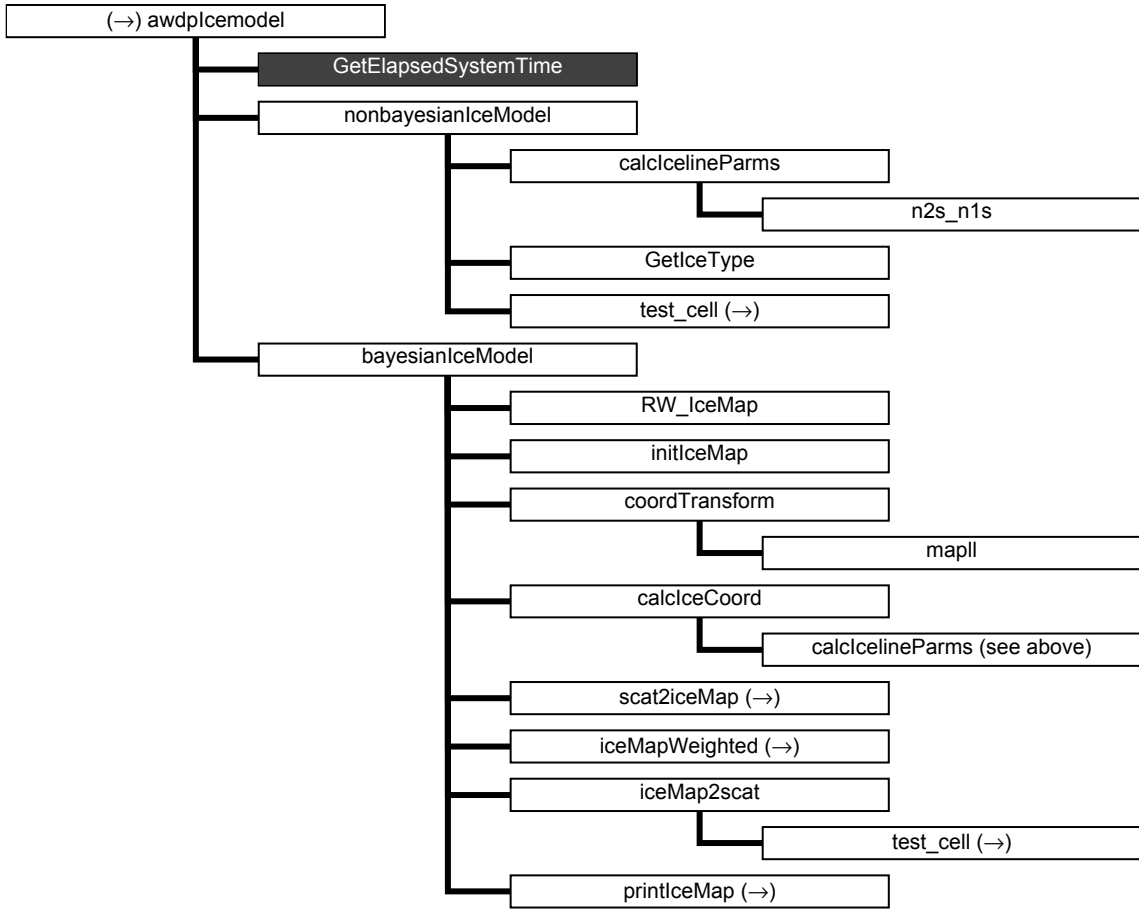 (→) awdpIcemodel
GetElapsedSystemTime
nonbayesianIceModel
calcIcelineParms
n2s_n1s
GetIceType
test_cell (→)
bayesianIceModel
RW_IceMap
initIceMap
coordTransform
mapll
calcIceCoord
calcIcelineParms (see above)
scat2iceMap (→)
iceMapWeighted (→)
iceMap2scat
test_cell (→)
printIceMap (→)